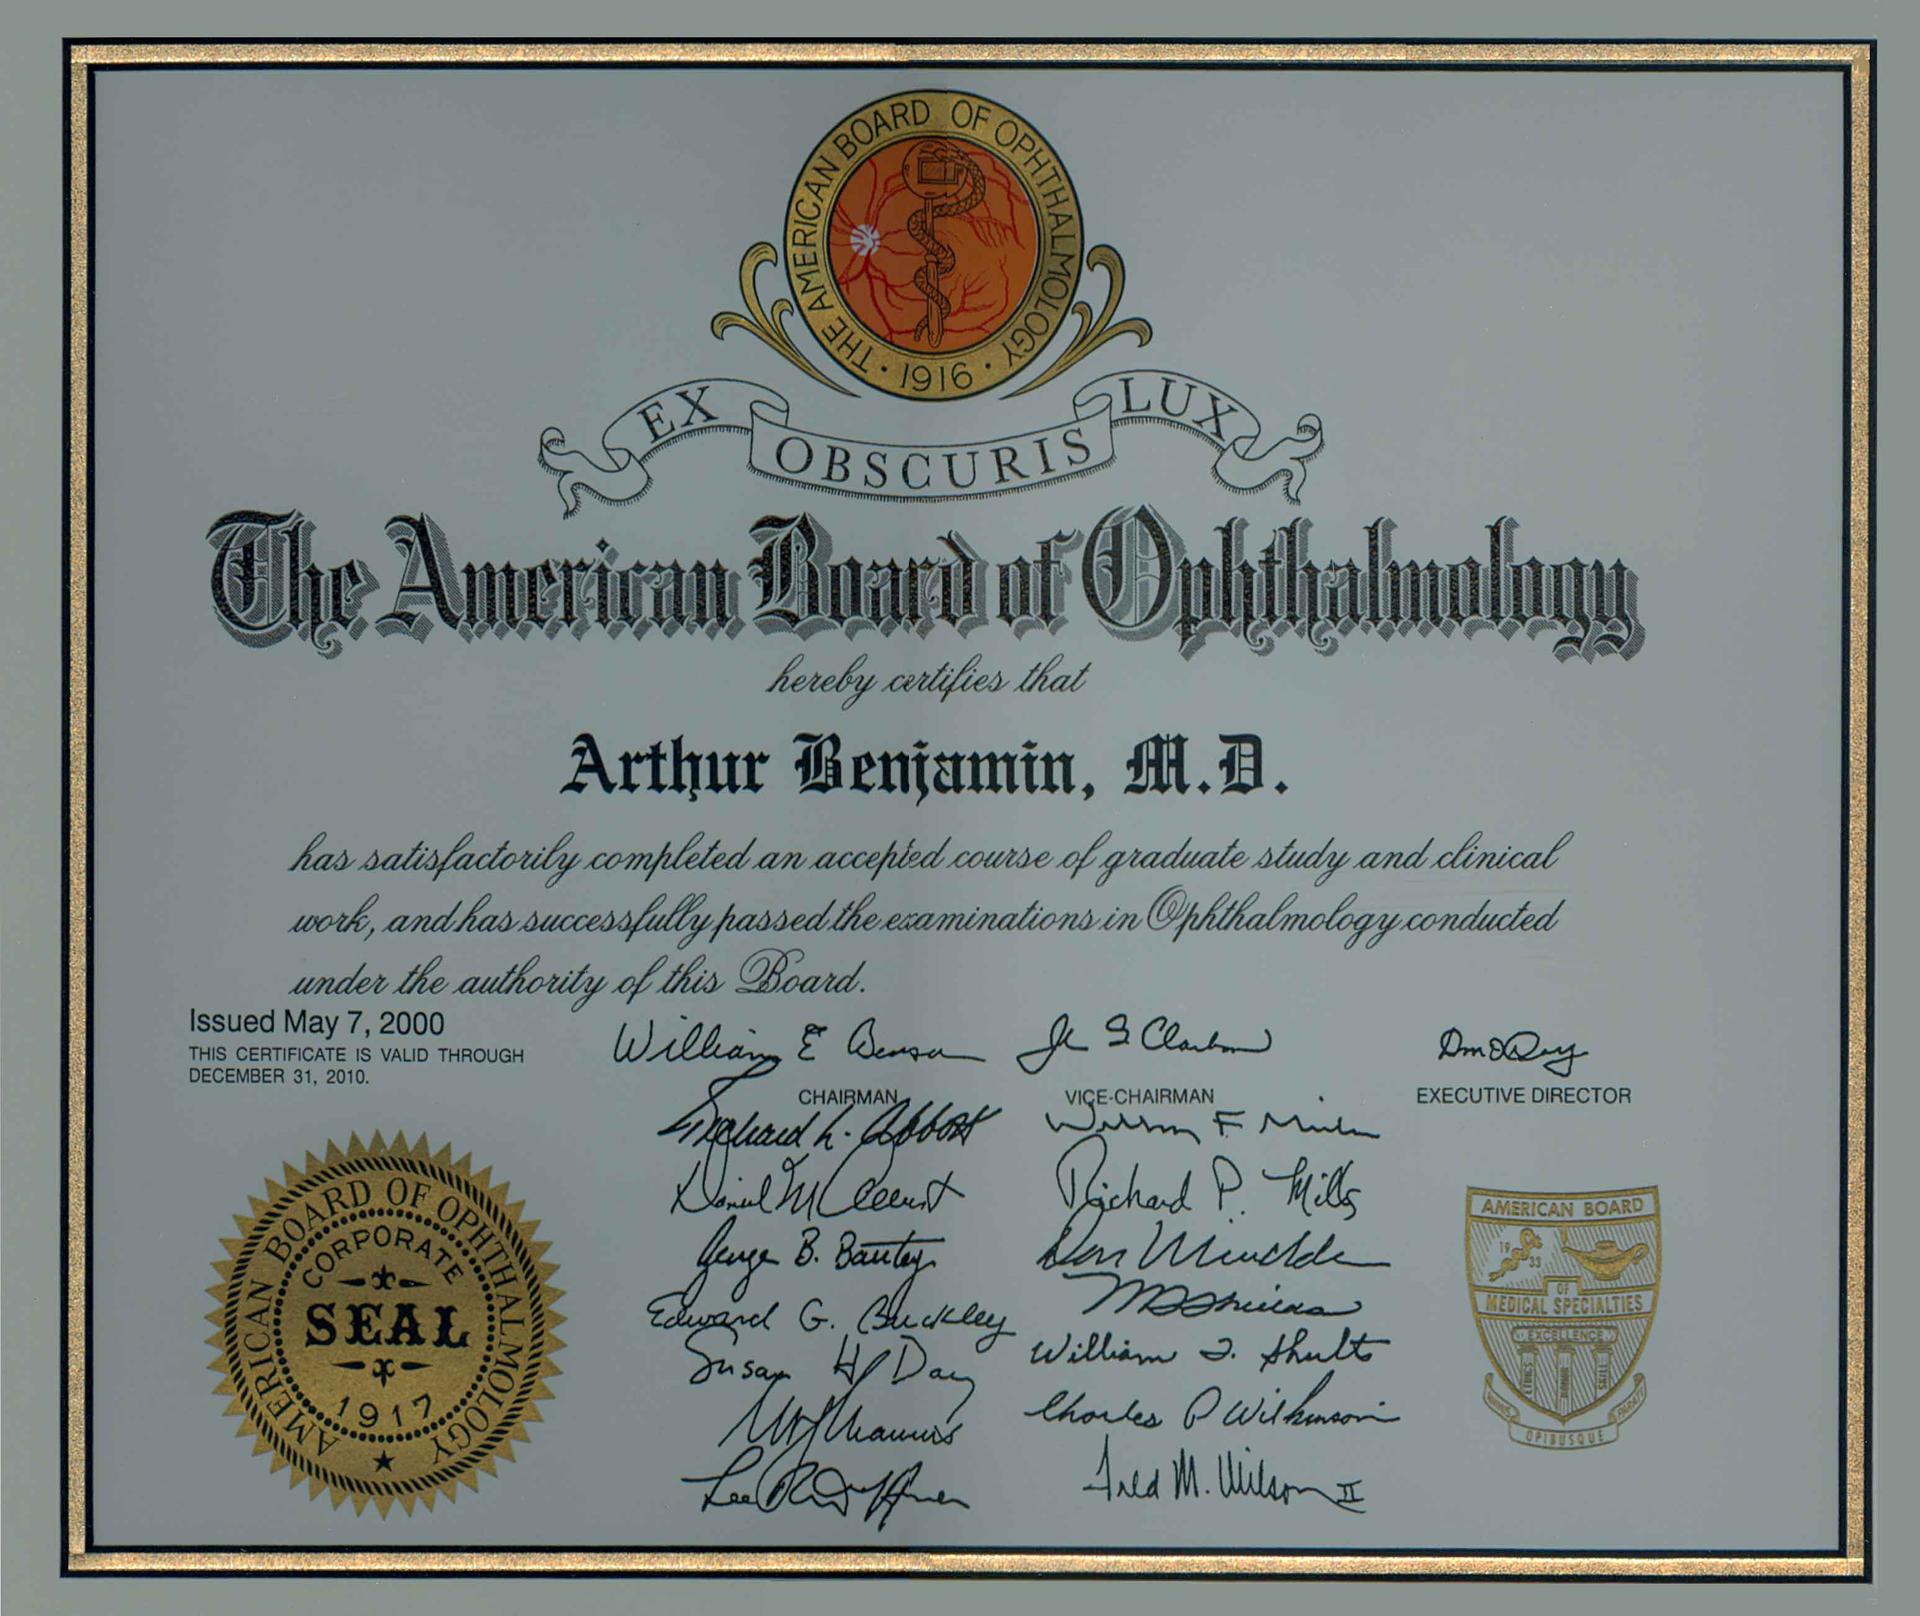 THE AMERICAN BOARD OF OPHTHALMOLOGY
· 1916 ·
EX OBSCURIS LUX
The American Board of Ophthalmology
hereby certifies that
Arthur Benjamin, M.D.
has satisfactorily completed an accepted course of graduate study and clinical
work, and has successfully passed the examinations in Ophthalmology conducted
under the authority of this Board.
Issued May 7, 2000
THIS CERTIFICATE IS VALID THROUGH
DECEMBER 31, 2010.
William E Benson
CHAIRMAN
VICE-CHAIRMAN
EXECUTIVE DIRECTOR
Richard L. Abbott
Richard P. Mills
George B. Bartley
Edward G. Buckley
Susan H Day
William T. Shults
Charles P Wilkinson
Fred M. Wilson II
AMERICAN BOARD OF OPHTHALMOLOGY
CORPORATE
SEAL
1917
AMERICAN BOARD
19 33
OF
MEDICAL SPECIALTIES
EXCELLENCE
OPIBUSQUE